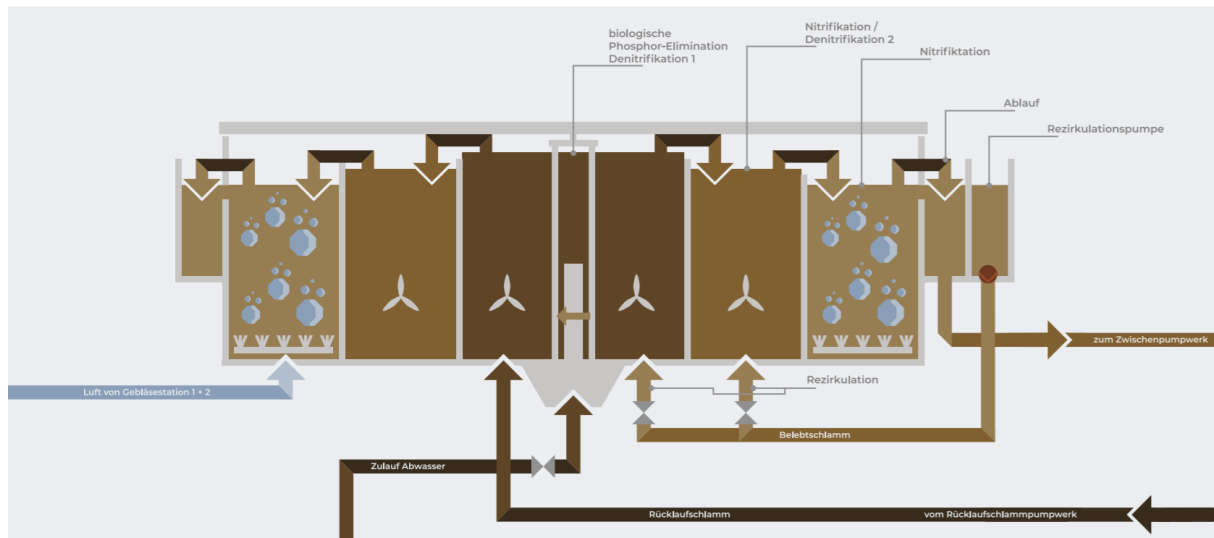 biologische
Phosphor-Elimination
Denitrifikation 1
Nitrifikation /
Denitrifikation 2
Nitrifiktation
Ablauf
Rezirkulationspumpe
zum Zwischenpumpwerk
Rezirkulation
Luft von Gebläsestation 1 + 2
Belebtschlamm
Zulauf Abwasser
Rücklaufschlamm
vom Rücklaufschlammpumpwerk